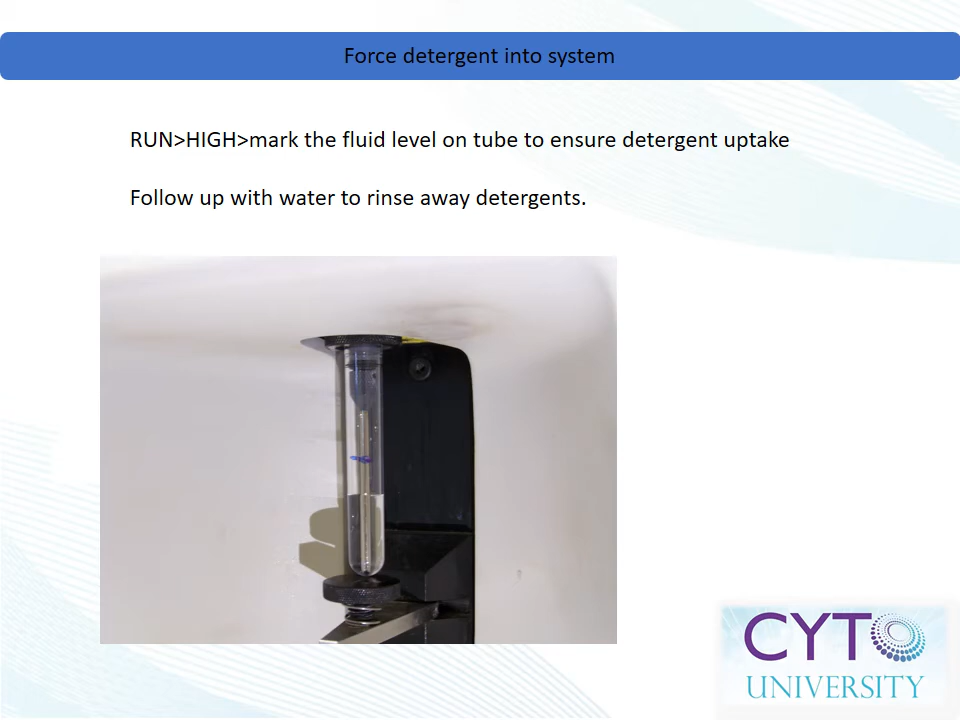 Force detergent into system
RUN>HIGH>mark the fluid level on tube to ensure detergent uptake
Follow up with water to rinse away detergents.
CYTO
UNIVERSITY